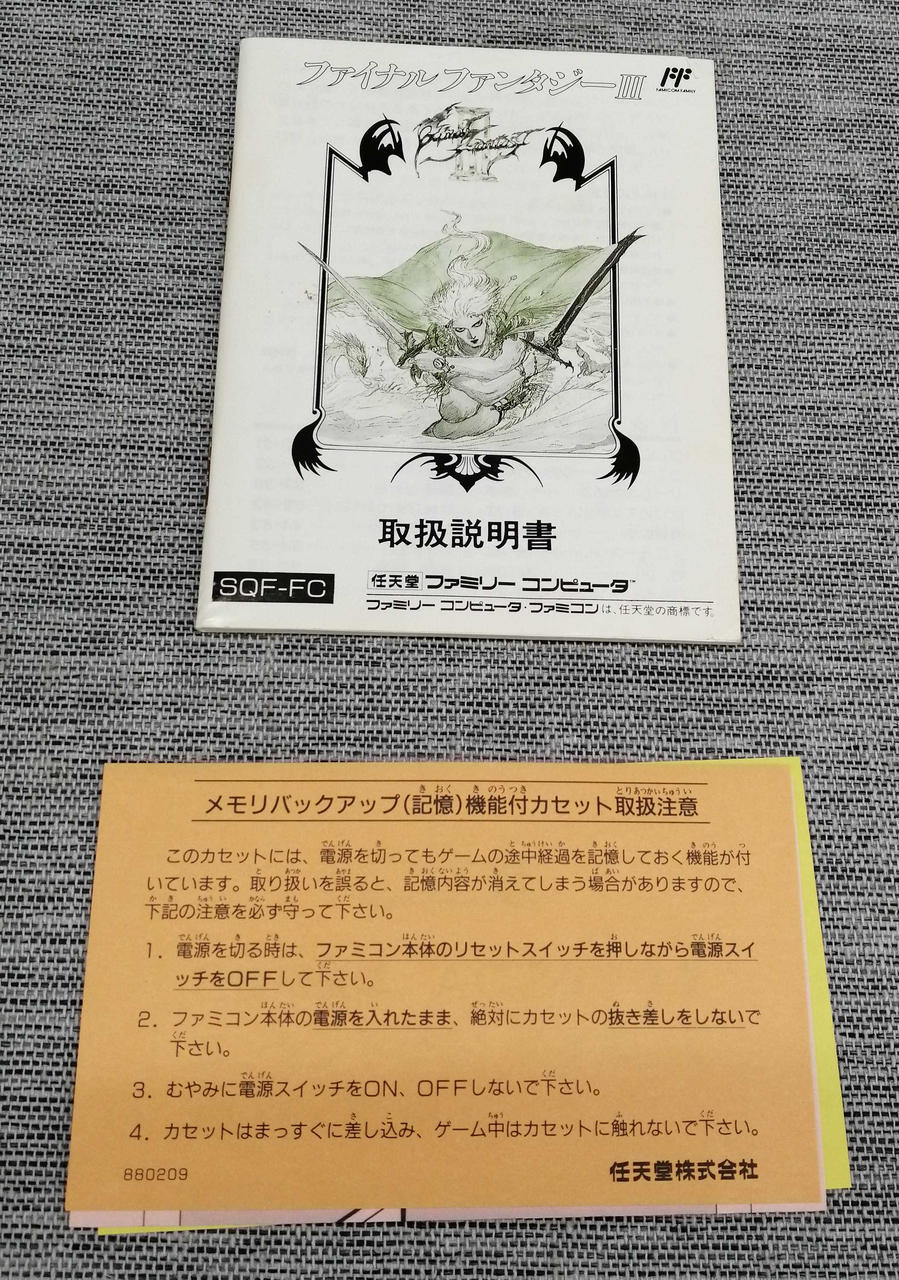 ファイナルファンタジーIII
FF
FAMICOM FAMILY
III
FINAL FANTASY
取扱説明書
SQF-FC
任天堂 ファミリー コンピュータ™
ファミリー コンピュータ・ファミコンは、任天堂の商標です。
メモリバックアップ(記憶)機能付カセット取扱注意
このカセットには、電源を切ってもゲームの途中経過を記憶しておく機能が付
いています。取り扱いを誤ると、記憶内容が消えてしまう場合がありますので、
下記の注意を必ず守って下さい。
1. 電源を切る時は、ファミコン本体のリセットスイッチを押しながら電源スイ
ッチをOFFして下さい。
2. ファミコン本体の電源を入れたまま、絶対にカセットの抜き差しをしないで
下さい。
3. むやみに電源スイッチをON、OFFしないで下さい。
4. カセットはまっすぐに差し込み、ゲーム中はカセットに触れないで下さい。
880209
任天堂株式会社